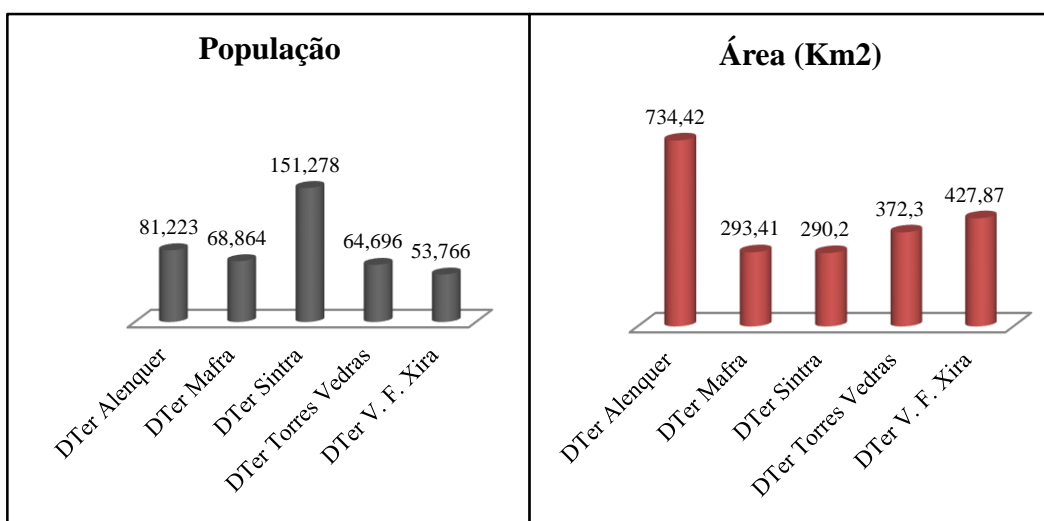 População
151,278
81,223
68,864
64,696
53,766
DTer Alenquer
DTer Mafra
DTer Sintra
DTer Torres Vedras
DTer V. F. Xira
Área (Km2)
734,42
293,41
290,2
372,3
427,87
DTer Alenquer
DTer Mafra
DTer Sintra
DTer Torres Vedras
DTer V. F. Xira